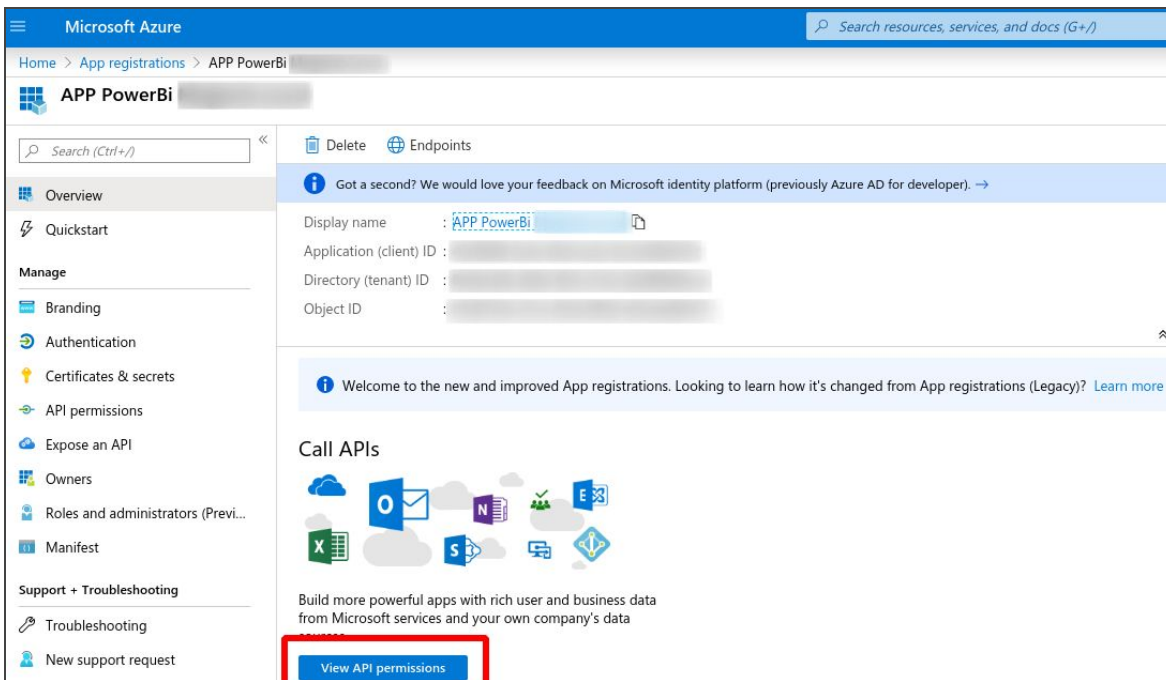 Microsoft Azure
Search resources, services, and docs (G+/)
Home > App registrations > APP PowerBi
APP PowerBi
Search (Ctrl+/)
«
Delete
Endpoints
Got a second? We would love your feedback on Microsoft identity platform (previously Azure AD for developer). →
Overview
Quickstart
Manage
Branding
Authentication
Certificates & secrets
API permissions
Expose an API
Owners
Roles and administrators (Previ...
Manifest
Support + Troubleshooting
Troubleshooting
New support request
Display name : APP PowerBi
Application (client) ID :
Directory (tenant) ID :
Object ID :
Welcome to the new and improved App registrations. Looking to learn how it's changed from App registrations (Legacy)? Learn more
Call APIs
O
N
E
X
S
Build more powerful apps with rich user and business data
from Microsoft services and your own company's data
View API permissions